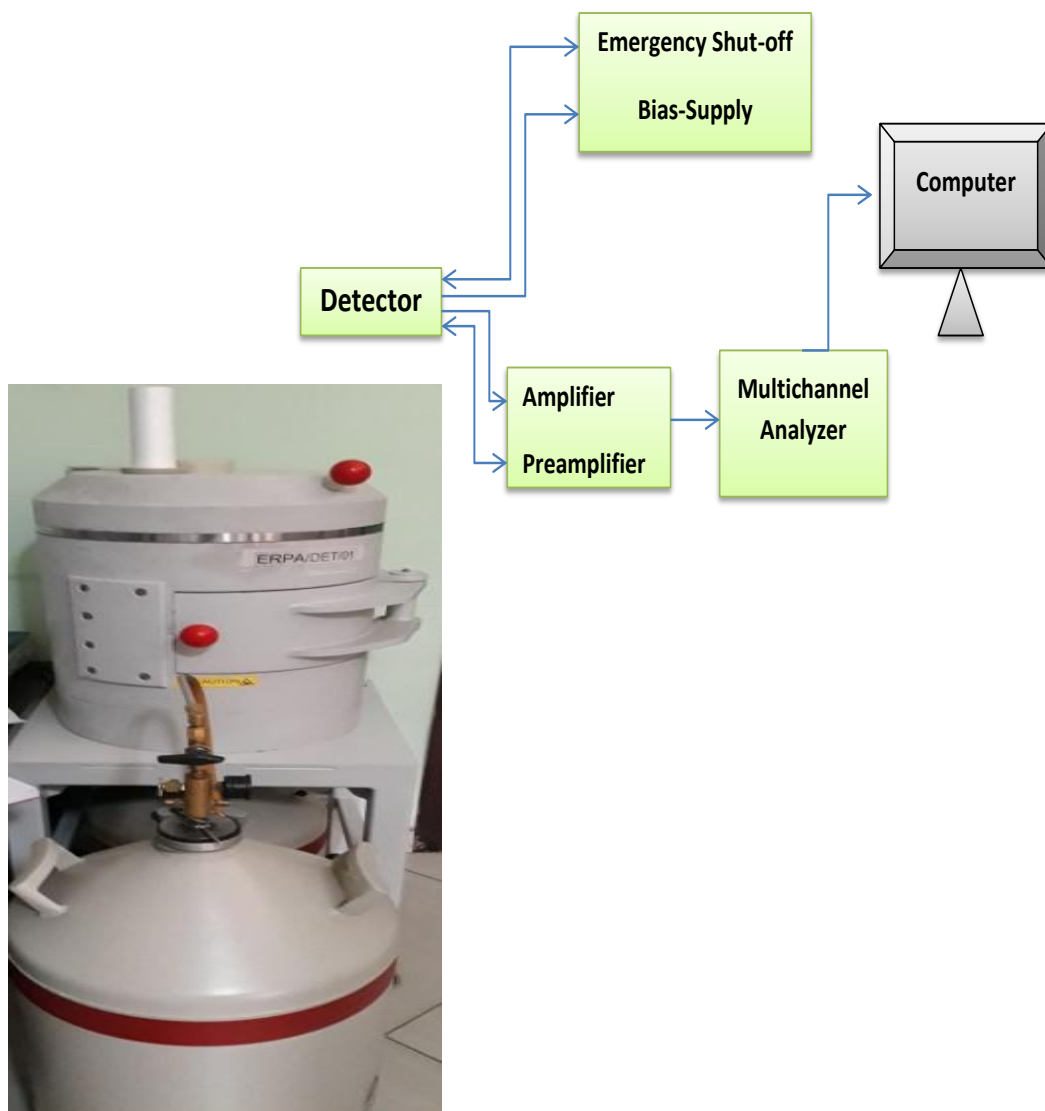 Emergency Shut-off
Bias-Supply
Computer
Detector
Amplifier
Preamplifier
Multichannel
Analyzer
ERPA/DET/01